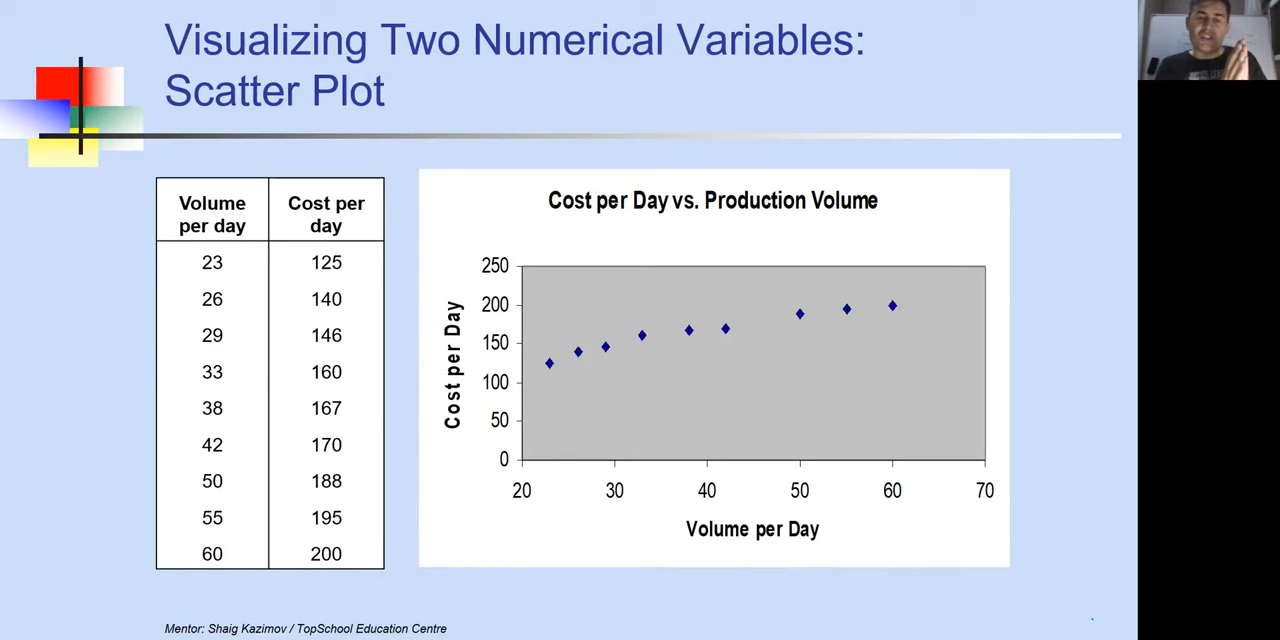 Visualizing Two Numerical Variables:
Scatter Plot
Volume per day Cost per day
23 125
26 140
29 146
33 160
38 167
42 170
50 188
55 195
60 200
Cost per Day vs. Production Volume
Cost per Day
250
200
150
100
50
0
20 30 40 50 60 70
Volume per Day
Mentor: Shaig Kazimov / TopSchool Education Centre